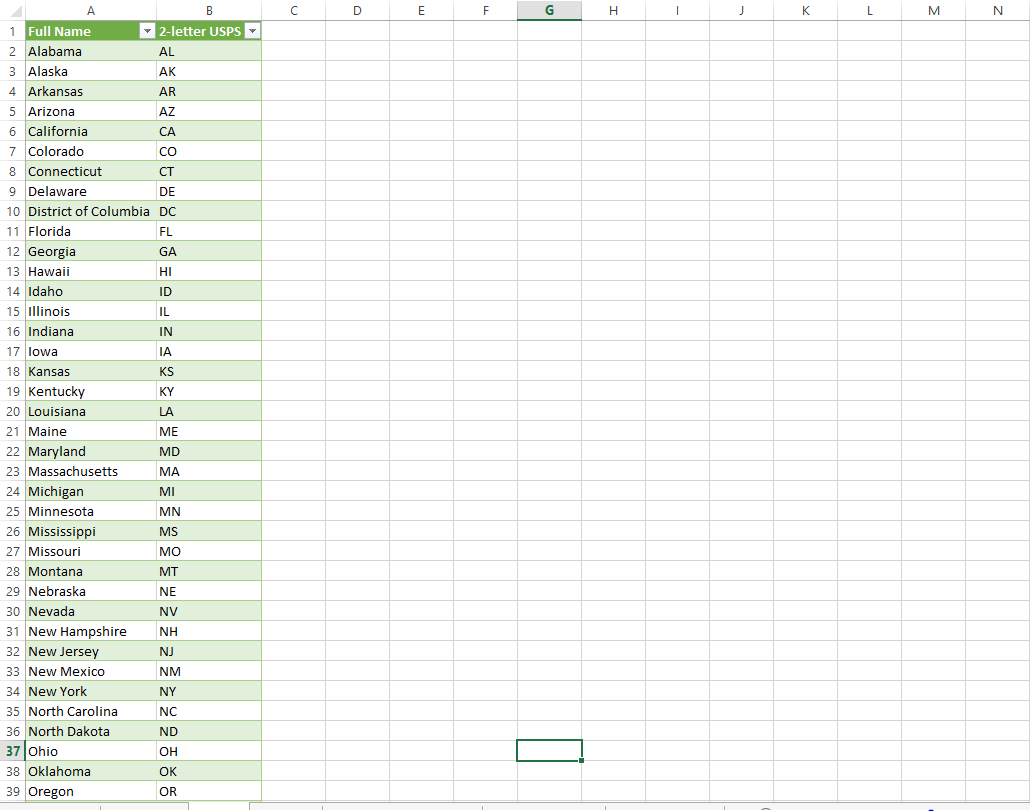 A B C D E F G H I J K L M N
1 Full Name 2-letter USPS
2 Alabama AL
3 Alaska AK
4 Arkansas AR
5 Arizona AZ
6 California CA
7 Colorado CO
8 Connecticut CT
9 Delaware DE
10 District of Columbia DC
11 Florida FL
12 Georgia GA
13 Hawaii HI
14 Idaho ID
15 Illinois IL
16 Indiana IN
17 Iowa IA
18 Kansas KS
19 Kentucky KY
20 Louisiana LA
21 Maine ME
22 Maryland MD
23 Massachusetts MA
24 Michigan MI
25 Minnesota MN
26 Mississippi MS
27 Missouri MO
28 Montana MT
29 Nebraska NE
30 Nevada NV
31 New Hampshire NH
32 New Jersey NJ
33 New Mexico NM
34 New York NY
35 North Carolina NC
36 North Dakota ND
37 Ohio OH
38 Oklahoma OK
39 Oregon OR